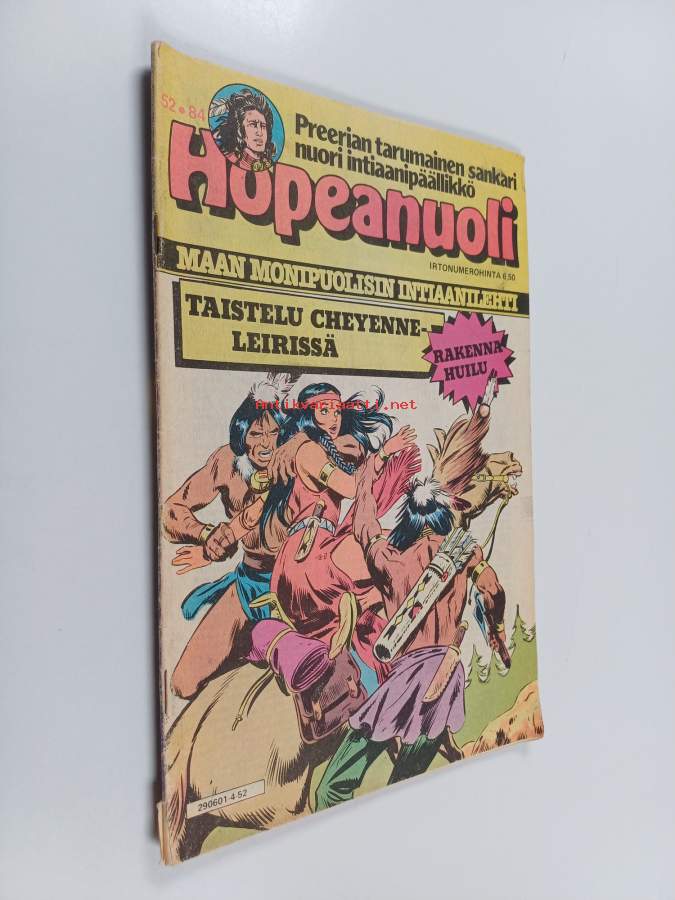 52•84
Preerian tarumainen sankari
nuori intiaanipäällikkö
Hopeanuoli
IRTONUMEROHINTA 6,50
MAAN MONIPUOLISIN INTIAANILEHTI
TAISTELU CHEYENNE-
LEIRISSÄ
RAKENNA
HUILU
Antikvariaatti.net
290601-4 52